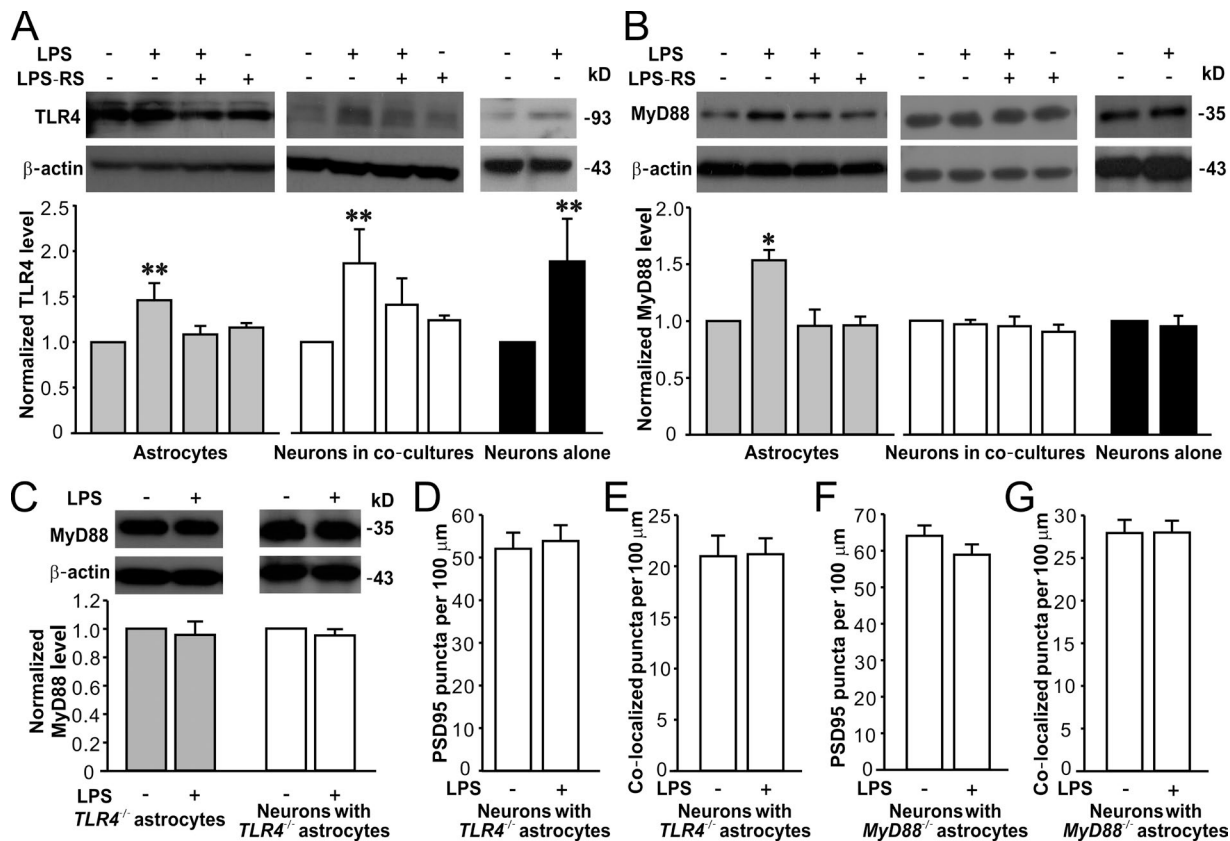 A
LPS - + + - - + + - - +
LPS-RS - - + + - - + + kD
TLR4 -93
β-actin -43
Normalized TLR4 level
2.5
2.0
1.5
1.0
0.5
0
** ** **
Astrocytes Neurons in co-cultures Neurons alone
B
LPS - + + - - + + - - +
LPS-RS - - + + - - + + kD
MyD88 -35
β-actin -43
Normalized MyD88 level
2.0
1.5
1.0
0.5
0
*
Astrocytes Neurons in co-cultures Neurons alone
C
LPS - + - + kD
MyD88 -35
β-actin -43
Normalized
MyD88 level
1.2
1
0.8
0.6
0.4
0.2
0
LPS - + - +
TLR4-/- astrocytes
Neurons with
TLR4-/- astrocytes
D
PSD95 puncta per 100 μm
60
50
40
30
20
10
0
LPS - +
Neurons with
TLR4-/- astrocytes
E
Co-localized puncta per 100 μm
25
20
15
10
5
0
LPS - +
Neurons with
TLR4-/- astrocytes
F
PSD95 puncta per 100 μm
70
60
50
40
30
20
10
0
LPS - +
Neurons with
MyD88-/- astrocytes
G
Co-localized puncta per 100 μm
30
25
20
15
10
5
0
LPS - +
Neurons with
MyD88-/- astrocytes